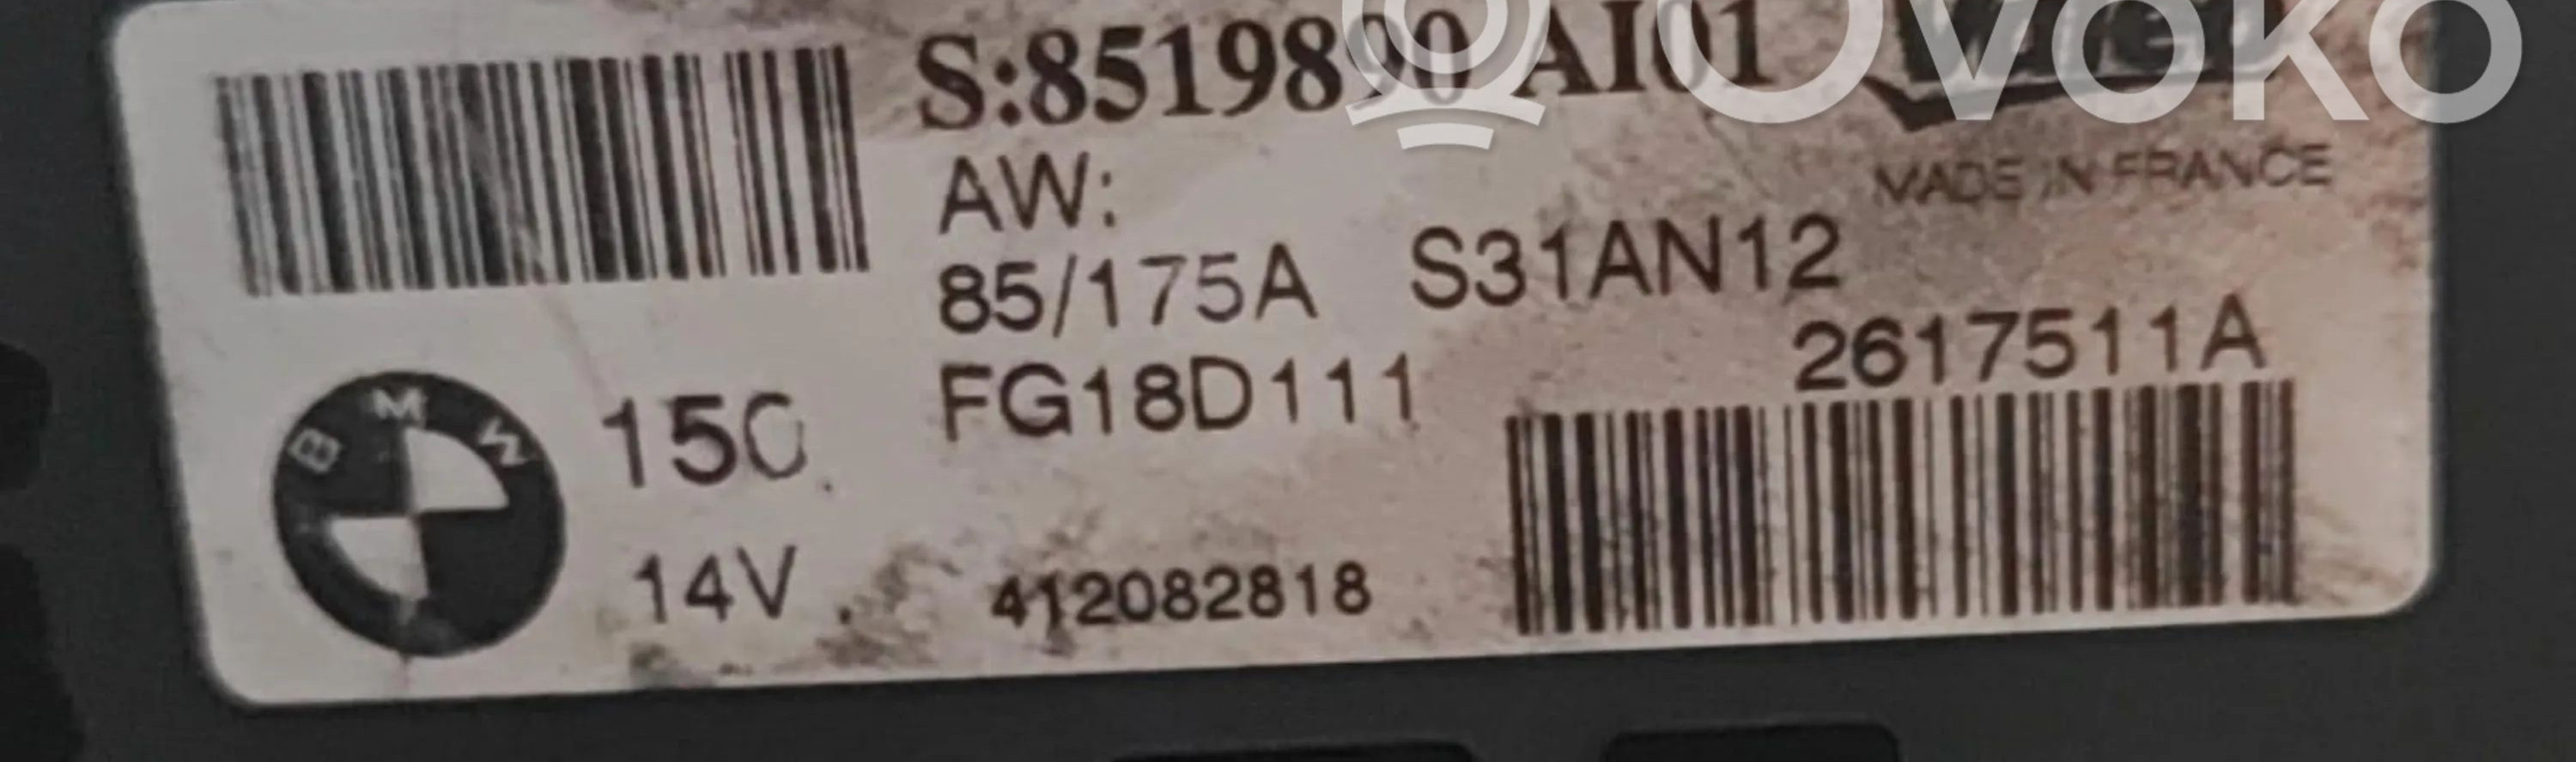 S:8519890 AI01
OVOKO
MADE IN FRANCE
AW:
85/175A S31AN12
2617511A
BMW
150
FG18D111
14V
412082818